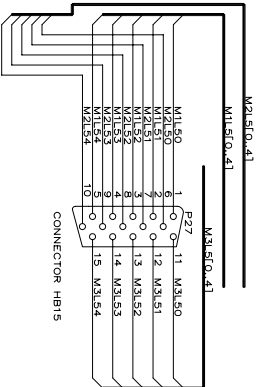 M2L5[0..4]
M1L5[0..4]
M3L5[0..4]
P27
M1L50 1
M2L50 6
M1L51 2
M2L51 7
M1L52 3
M2L52 8
M1L53 4
M2L53 9
M1L54 5
M2L54 10
11 M3L50
12 M3L51
13 M3L52
14 M3L53
15 M3L54
CONNECTOR HB15